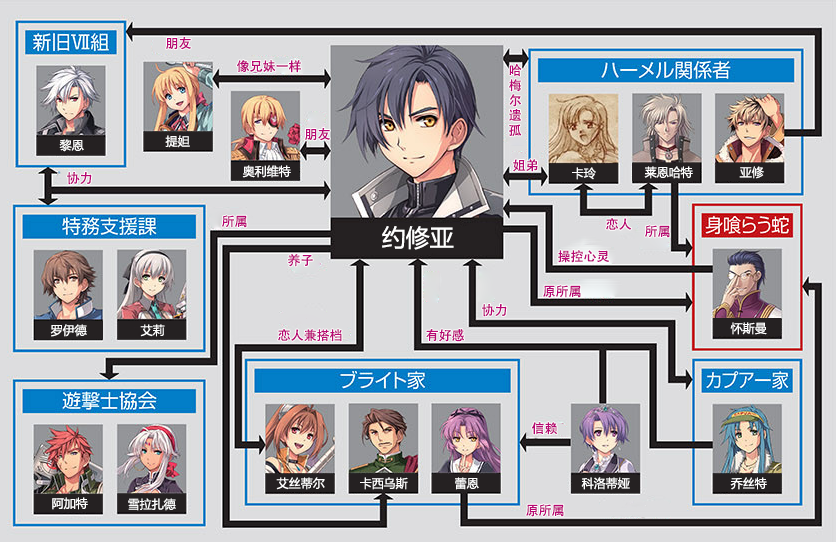 新旧Ⅶ組
黎恩
朋友
像兄妹一样
提妲
奥利维特
朋友
约修亚
哈梅尔遗孤
ハーメル関係者
卡玲
莱恩哈特
亚修
姐弟
恋人
所属
协力
特務支援課
罗伊德
艾莉
所属
养子
操控心灵
原所属
身喰らう蛇
怀斯曼
恋人兼搭档
有好感
协力
遊撃士協会
阿加特
雪拉扎德
ブライト家
艾丝蒂尔
卡西乌斯
蕾恩
信赖
科洛蒂娅
原所属
カプアー家
乔丝特